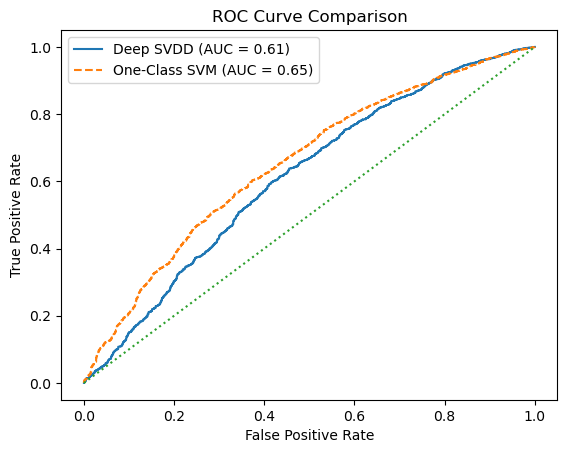 ROC Curve Comparison
Deep SVDD (AUC = 0.61)
One-Class SVM (AUC = 0.65)
True Positive Rate
1.0
0.8
0.6
0.4
0.2
0.0
0.0 0.2 0.4 0.6 0.8 1.0
False Positive Rate